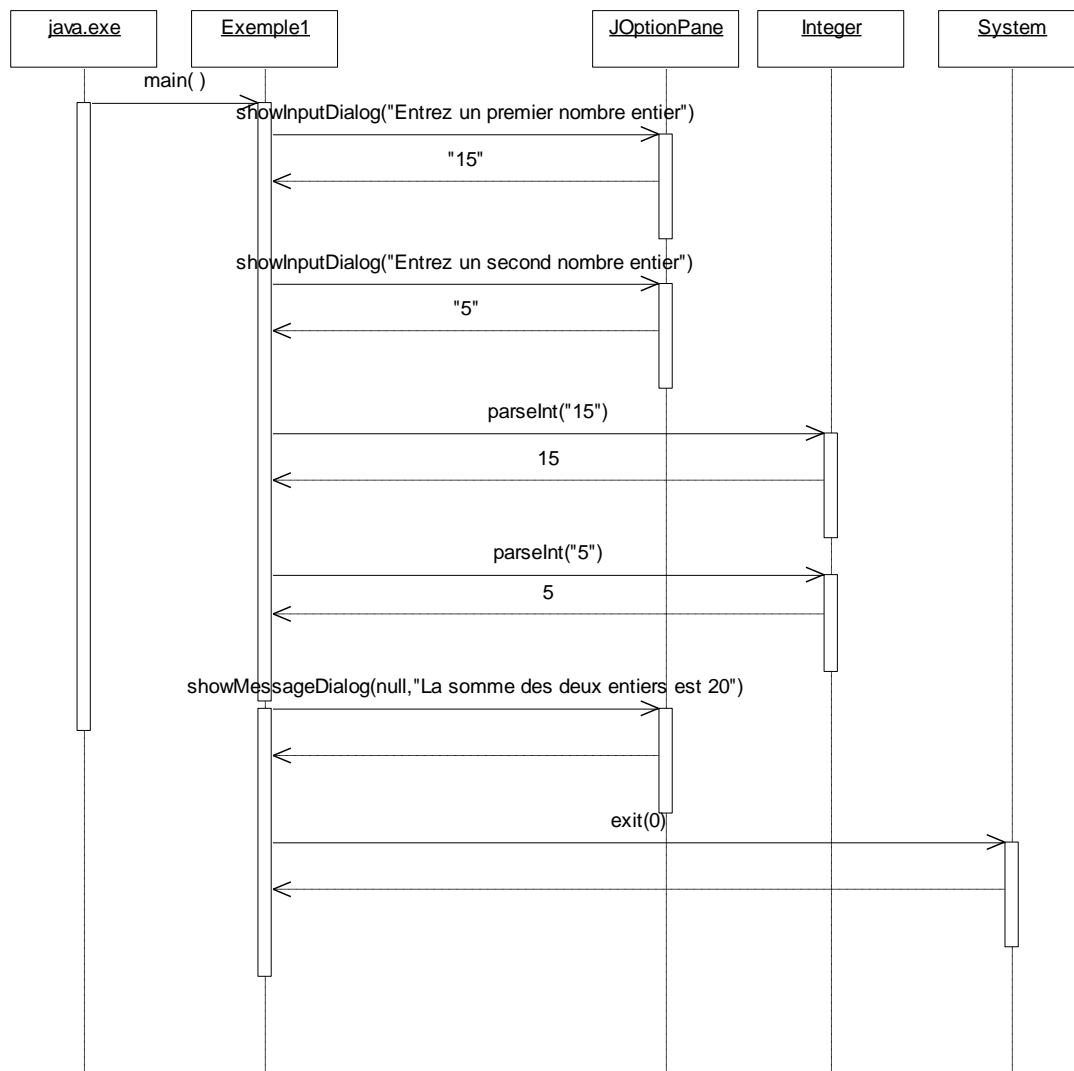 java.exe
Exemple1
JOptionPane
Integer
System
main( )
showInputDialog("Entrez un premier nombre entier")
"15"
showInputDialog("Entrez un second nombre entier")
"5"
parseInt("15")
15
parseInt("5")
5
showMessageDialog(null,"La somme des deux entiers est 20")
exit(0)